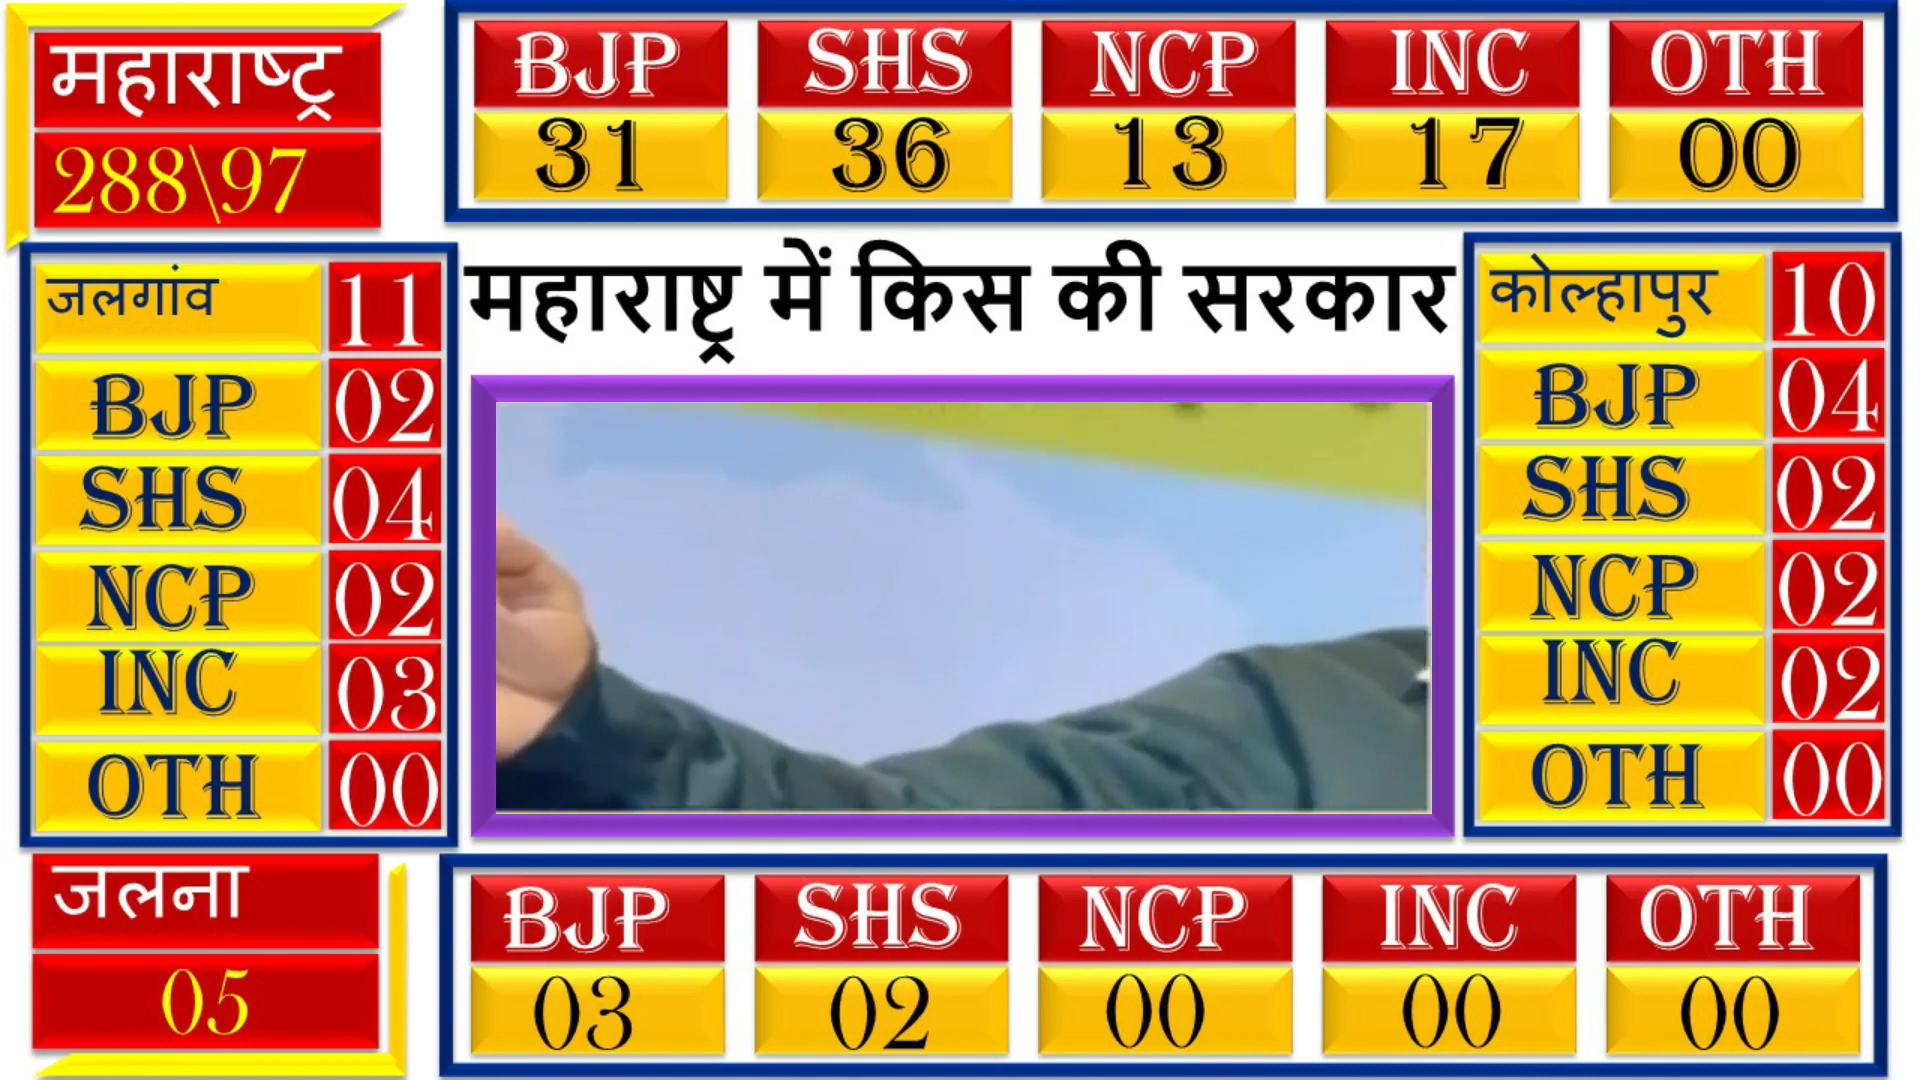 महाराष्ट्र
288\97
BJP SHS NCP INC OTH
31 36 13 17 00
महाराष्ट्र में किस की सरकार
जलगांव 11
BJP 02
SHS 04
NCP 02
INC 03
OTH 00
कोल्हापुर 10
BJP 04
SHS 02
NCP 02
INC 02
OTH 00
जलना
05
BJP SHS NCP INC OTH
03 02 00 00 00